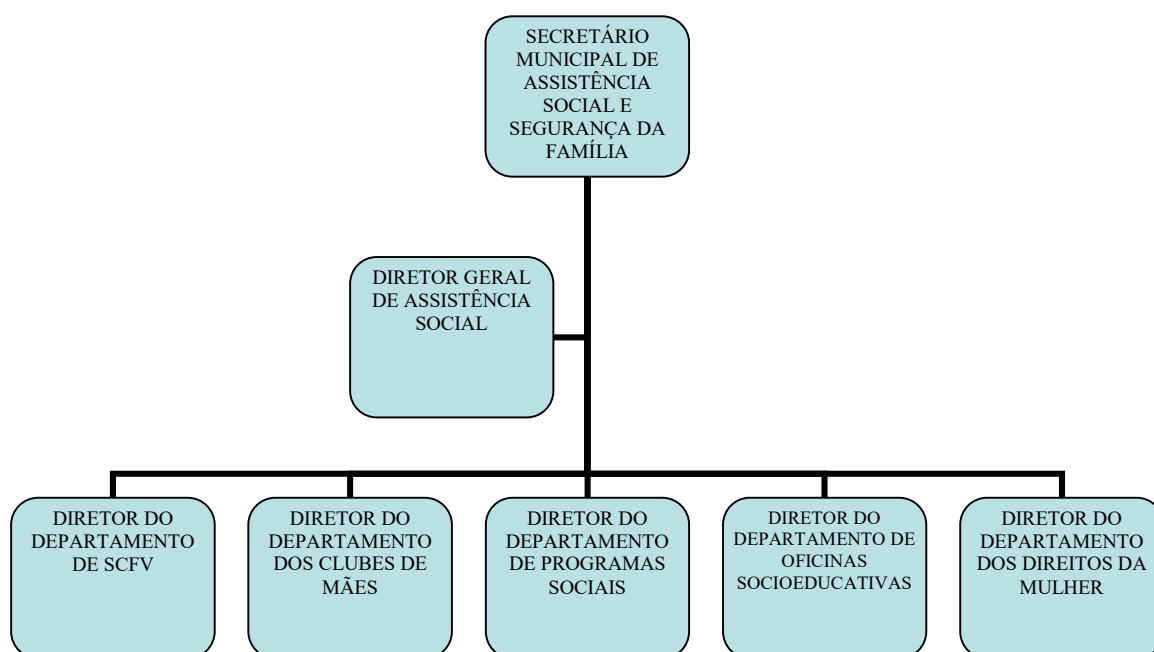 SECRETÁRIO
MUNICIPAL DE
ASSISTÊNCIA
SOCIAL E
SEGURANÇA DA
FAMÍLIA
DIRETOR GERAL
DE ASSISTÊNCIA
SOCIAL
DIRETOR DO
DEPARTAMENTO
DE SCFV
DIRETOR DO
DEPARTAMENTO
DOS CLUBES DE
MÃES
DIRETOR DO
DEPARTAMENTO
DE PROGRAMAS
SOCIAIS
DIRETOR DO
DEPARTAMENTO DE
OFICINAS
SOCIOEDUCATIVAS
DIRETOR DO
DEPARTAMENTO
DOS DIREITOS DA
MULHER